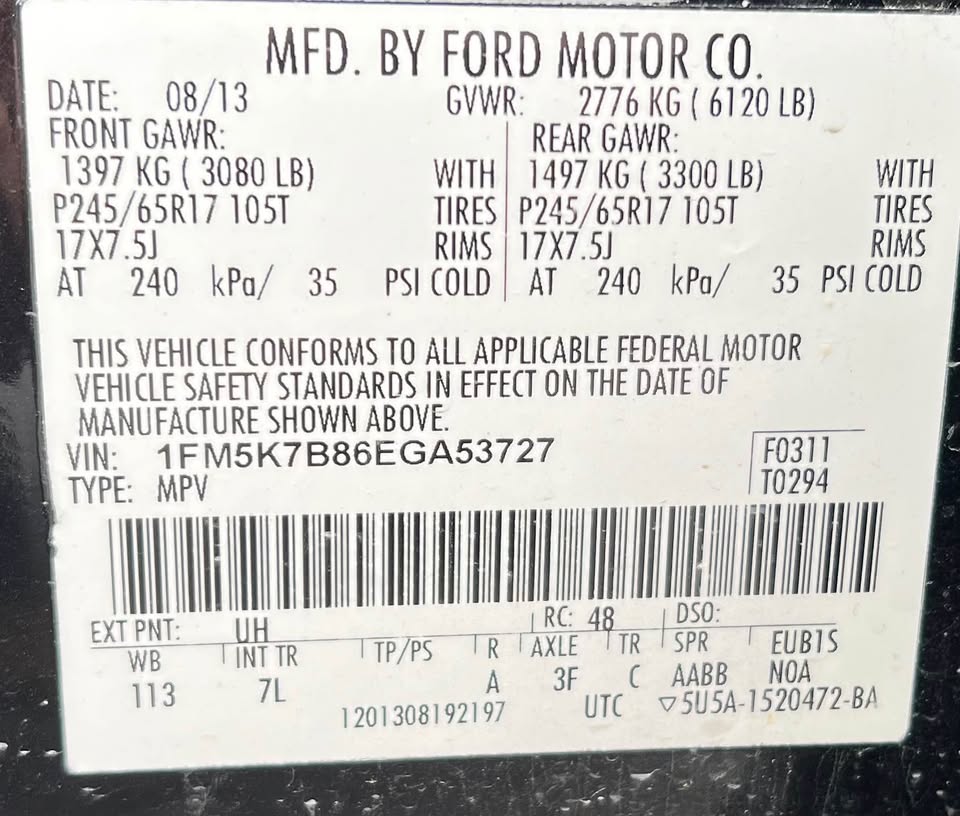 MFD. BY FORD MOTOR CO.
DATE: 08/13 GVWR: 2776 KG ( 6120 LB)
FRONT GAWR: REAR GAWR:
1397 KG ( 3080 LB) WITH 1497 KG ( 3300 LB) WITH
P245/65R17 105T TIRES P245/65R17 105T TIRES
17X7.5J RIMS 17X7.5J RIMS
AT 240 kPa/ 35 PSI COLD AT 240 kPa/ 35 PSI COLD
THIS VEHICLE CONFORMS TO ALL APPLICABLE FEDERAL MOTOR
VEHICLE SAFETY STANDARDS IN EFFECT ON THE DATE OF
MANUFACTURE SHOWN ABOVE.
VIN: 1FM5K7B86EGA53727 F0311
TYPE: MPV T0294
EXT PNT: UH RC: 48 DSO:
WB INT TR TP/PS R AXLE TR SPR EUB1S
113 7L A 3F C AABB NOA
1201308192197 UTC ▽5U5A-1520472-BA